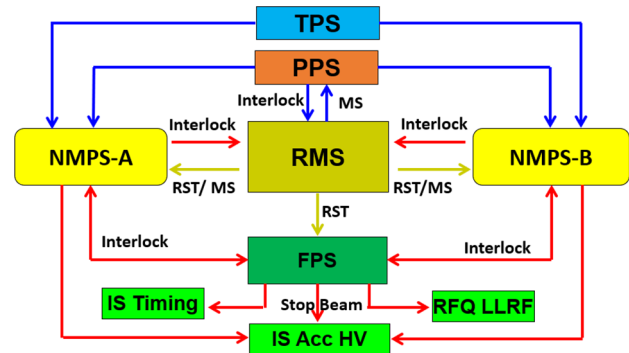 TPS
PPS
Interlock
MS
Interlock
Interlock
NMPS-A
RMS
NMPS-B
RST/ MS
RST/MS
RST
Interlock
Interlock
FPS
IS Timing
Stop Beam
RFQ LLRF
IS Acc HV